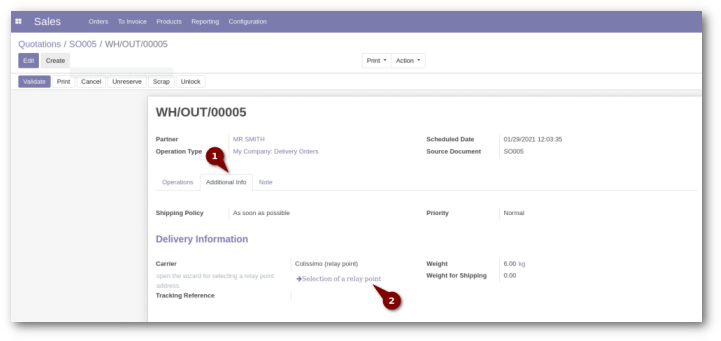 Sales Orders To Invoice Products Reporting Configuration
Quotations / SO005 / WH/OUT/00005
Edit Create Print Action
Validate Print Cancel Unreserve Scrap Unlock
WH/OUT/00005
Partner MR SMITH Scheduled Date 01/29/2021 12:03:35
Operation Type My Company: Delivery Orders Source Document SO005
1
Operations Additional Info Note
Shipping Policy As soon as possible Priority Normal
Delivery Information
Carrier Colissimo (relay point) Weight 6.00 kg
open the wizard for selecting a relay point Selection of a relay point Weight for Shipping 0.00
address
Tracking Reference
2